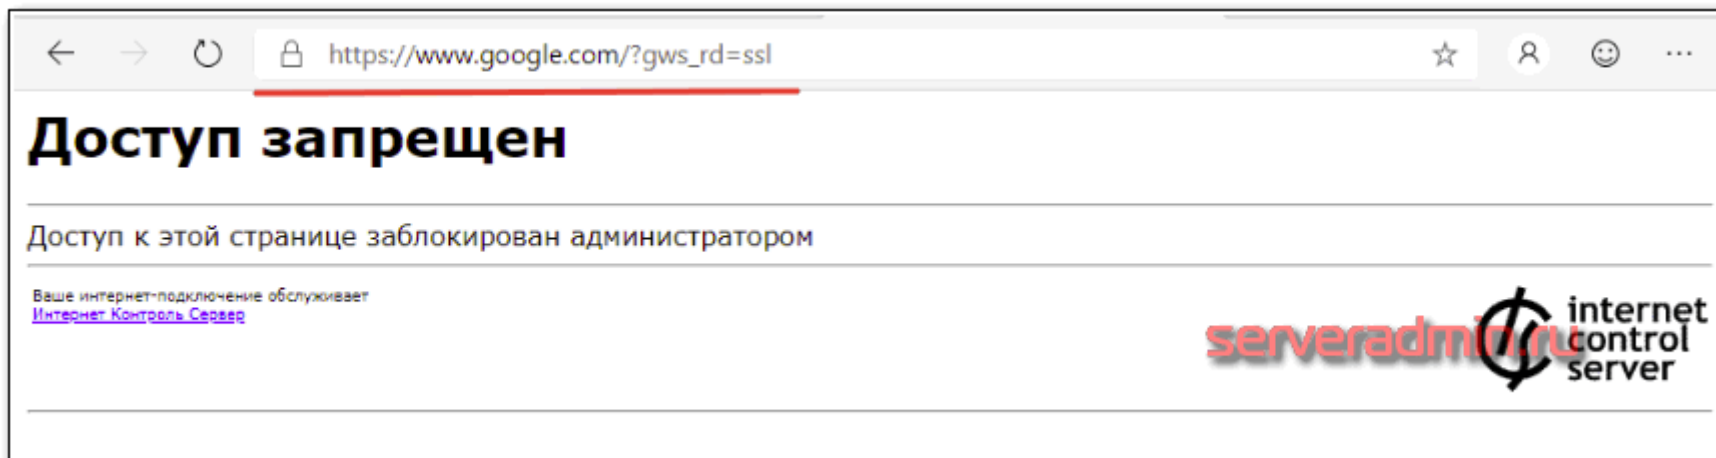 https://www.google.com/?gws_rd=ssl
Доступ запрещен
Доступ к этой странице заблокирован администратором
Ваше интернет-подключение обслуживает
Интернет Контроль Сервер
serveradmin.ru
internet
control
server